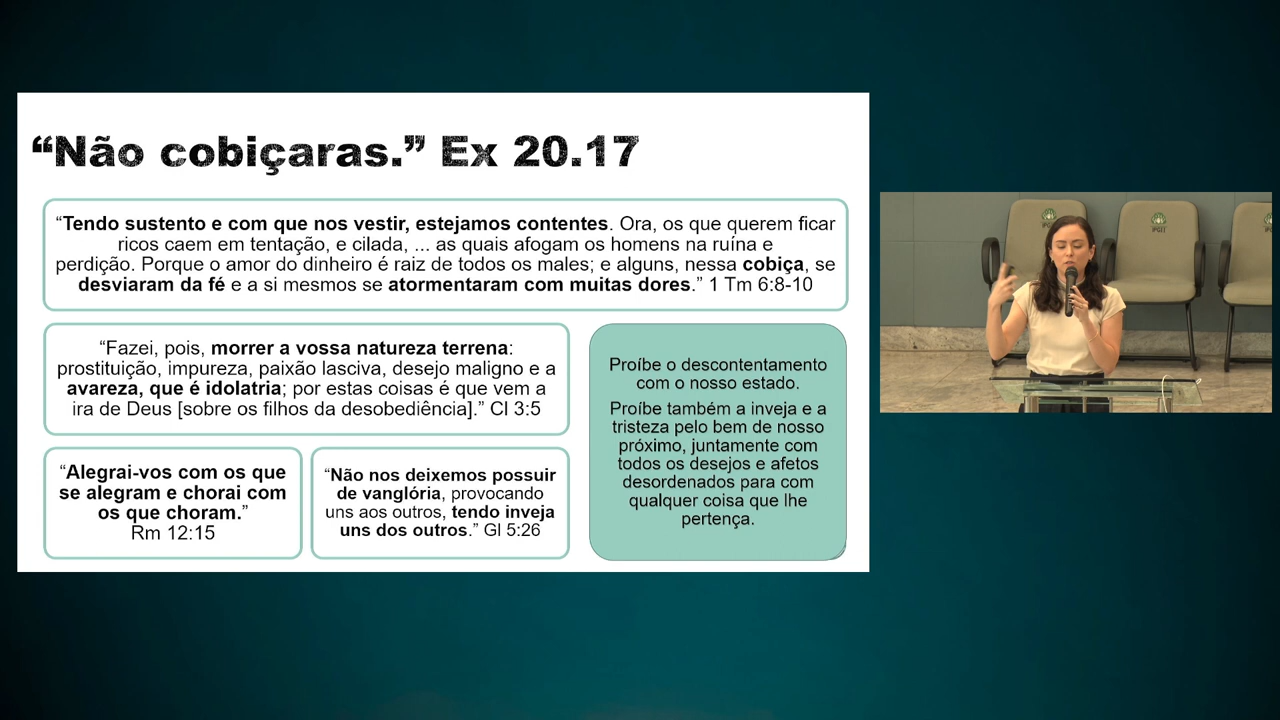 “Não cobiçaras.” Ex 20.17
“Tendo sustento e com que nos vestir, estejamos contentes. Ora, os que querem ficar
ricos caem em tentação, e cilada, ... as quais afogam os homens na ruína e
perdição. Porque o amor do dinheiro é raiz de todos os males; e alguns, nessa cobiça, se
desviaram da fé e a si mesmos se atormentaram com muitas dores.” 1 Tm 6:8-10
“Fazei, pois, morrer a vossa natureza terrena:
prostituição, impureza, paixão lasciva, desejo maligno e a
avareza, que é idolatria; por estas coisas é que vem a
ira de Deus [sobre os filhos da desobediência].” Cl 3:5
“Alegrai-vos com os que
se alegram e chorai com
os que choram.”
Rm 12:15
“Não nos deixemos possuir
de vanglória, provocando
uns aos outros, tendo inveja
uns dos outros.” Gl 5:26
Proíbe o descontentamento
com o nosso estado.
Proíbe também a inveja e a
tristeza pelo bem de nosso
próximo, juntamente com
todos os desejos e afetos
desordenados para com
qualquer coisa que lhe
pertença.